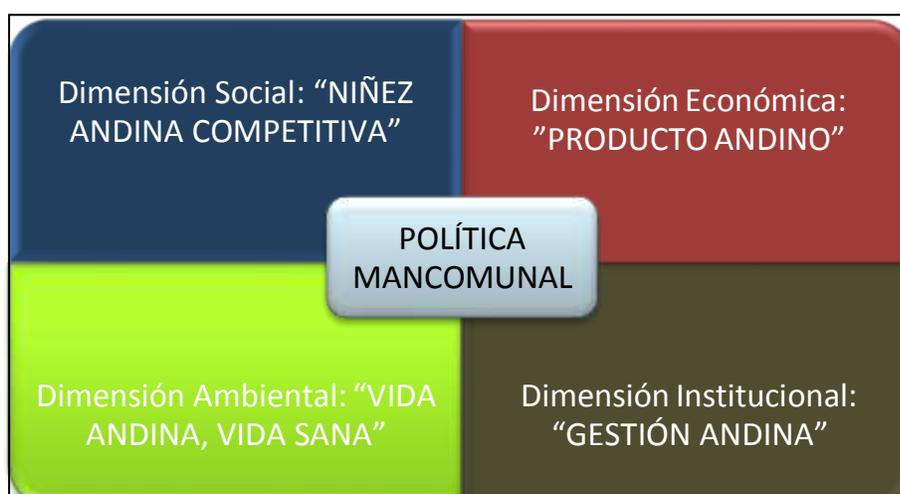 Dimensión Social: “NIÑEZ
ANDINA COMPETITIVA”
Dimensión Económica:
”PRODUCTO ANDINO”
POLÍTICA
MANCOMUNAL
Dimensión Ambiental: “VIDA
ANDINA, VIDA SANA”
Dimensión Institucional:
“GESTIÓN ANDINA”